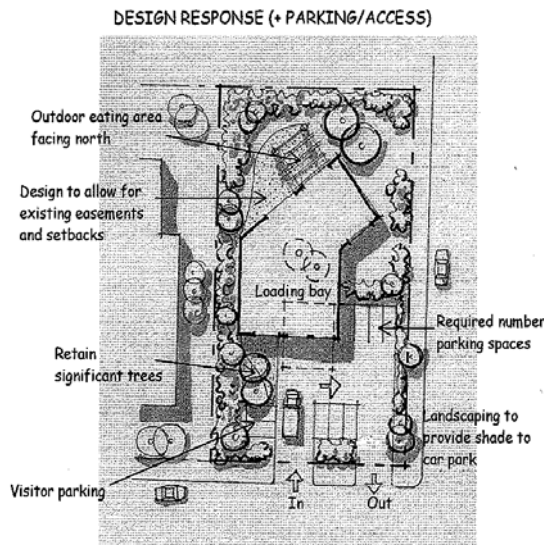 DESIGN RESPONSE (+ PARKING/ACCESS)
Outdoor eating area
facing north
Design to allow for
existing easements
and setbacks
Loading bay
Required number
parking spaces
Retain
significant trees
Landscaping to
provide shade to
car park
Visitor parking
In
Out